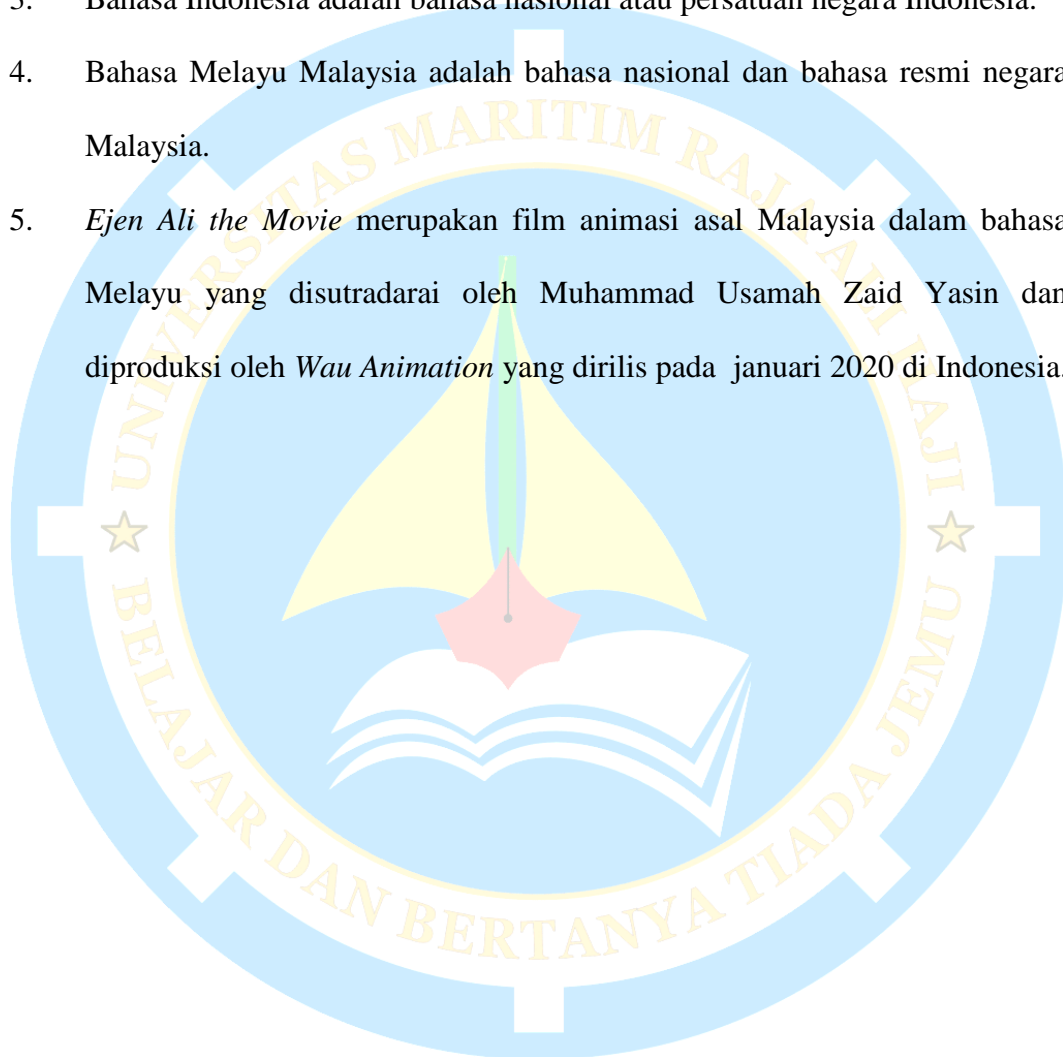 3. Bahasa Indonesia adalah bahasa nasional atau persatuan negara Indonesia.
4. Bahasa Melayu Malaysia adalah bahasa nasional dan bahasa resmi negara
Malaysia.
5. Ejen Ali the Movie merupakan film animasi asal Malaysia dalam bahasa
Melayu yang disutradarai oleh Muhammad Usamah Zaid Yasin dan
diproduksi oleh Wau Animation yang dirilis pada januari 2020 di Indonesia.
UNIVERSITAS MARITIM RAJA ALI HAJI
BELAJAR DAN BERTANYA TIADA JEMU